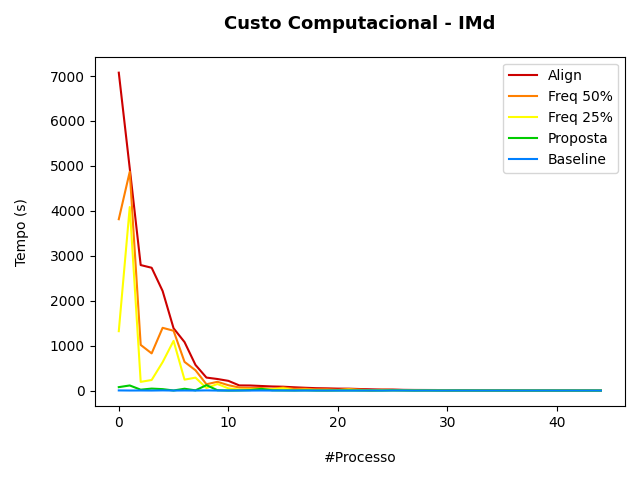 Custo Computacional - IMd
Align
Freq 50%
Freq 25%
Proposta
Baseline
Tempo (s)
7000
6000
5000
4000
3000
2000
1000
0
0 10 20 30 40
#Processo